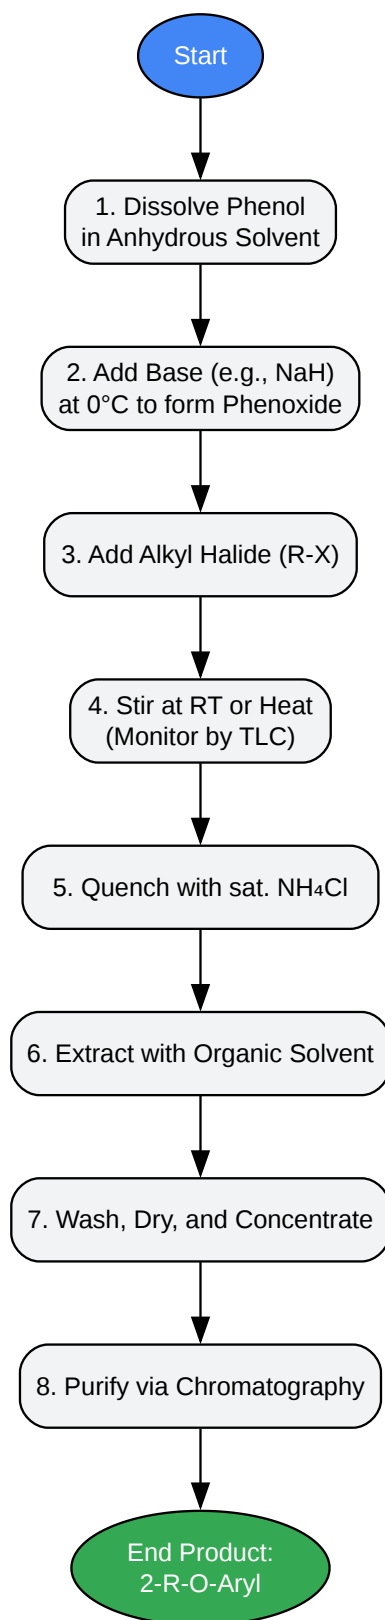 Start
1. Dissolve Phenol
in Anhydrous Solvent
2. Add Base (e.g., NaH)
at 0°C to form Phenoxide
3. Add Alkyl Halide (R-X)
4. Stir at RT or Heat
(Monitor by TLC)
5. Quench with sat. NH₄Cl
6. Extract with Organic Solvent
7. Wash, Dry, and Concentrate
8. Purify via Chromatography
End Product:
2-R-O-Aryl